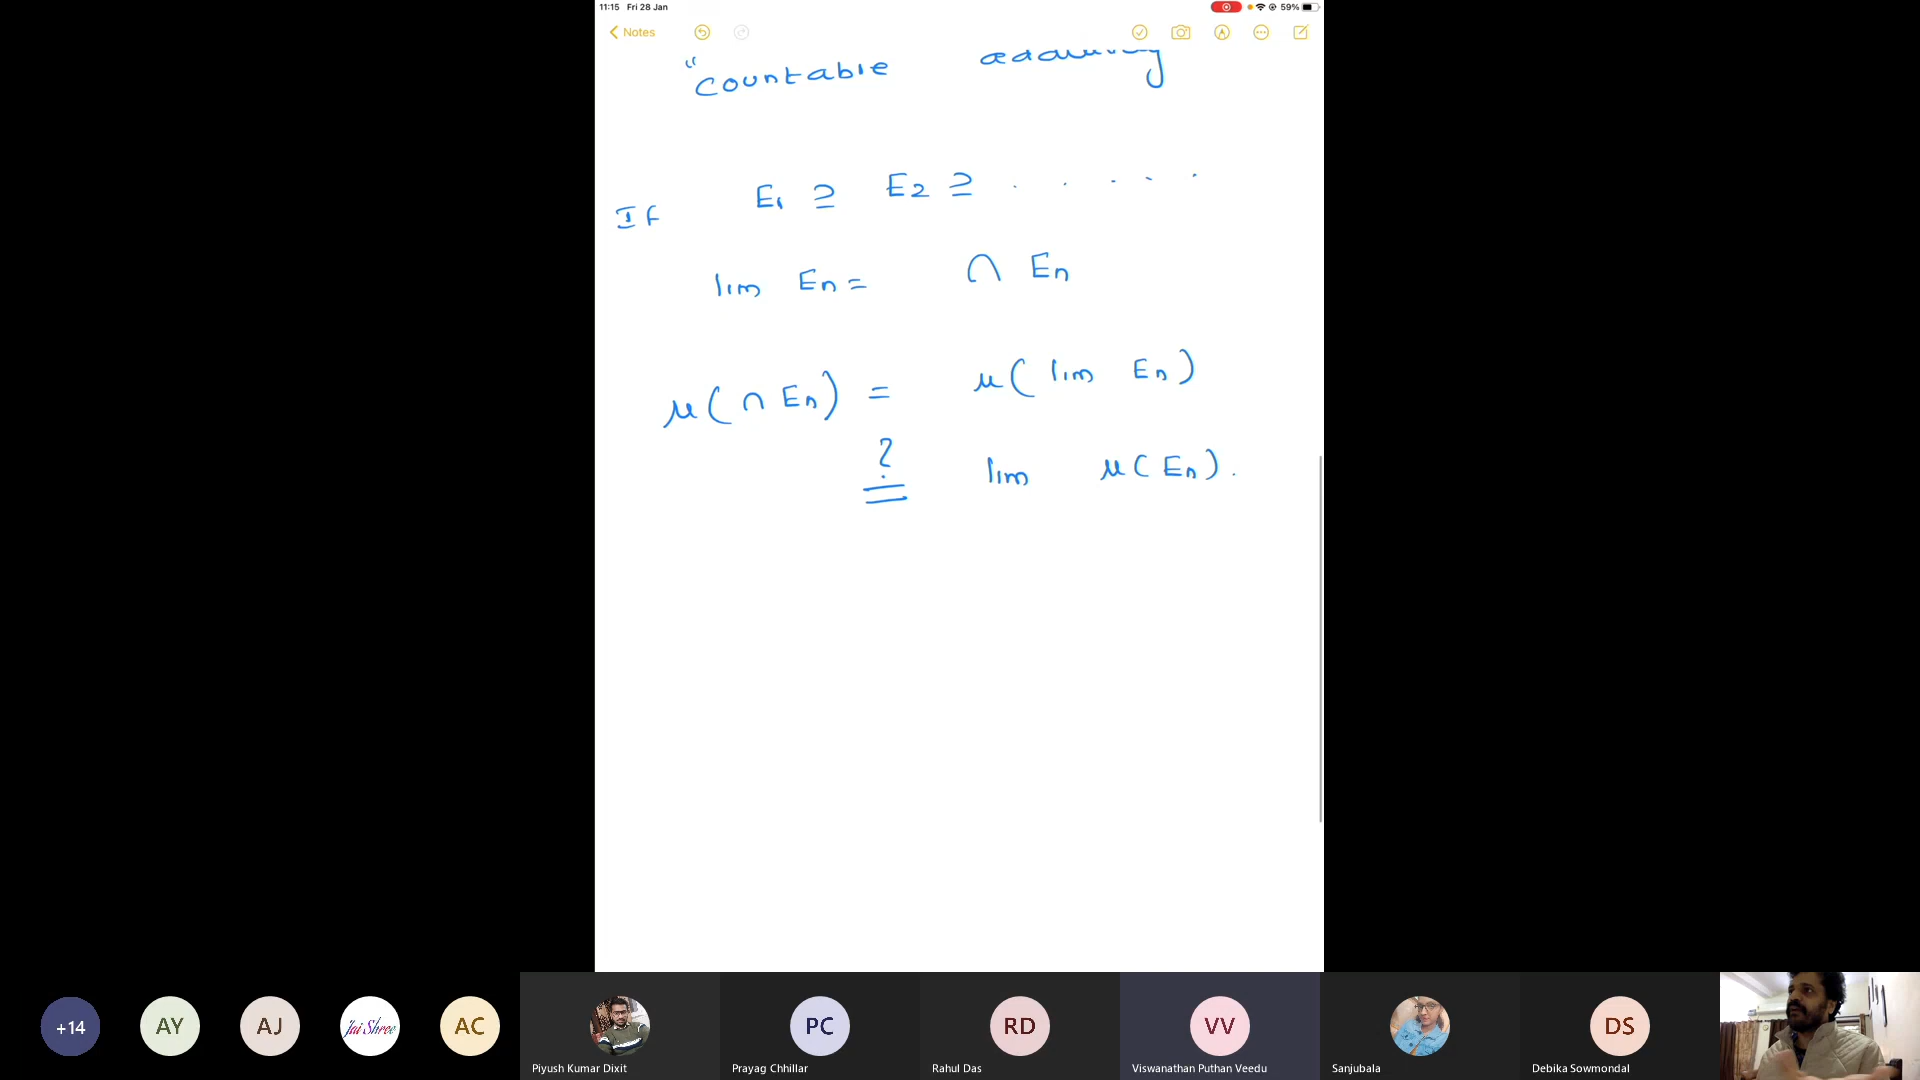 11:15 Fri 28 Jan
59%
Notes
"countable
If E₁ ⊇ E₂ ⊇ . . . . .
lim Eₙ = ∩ Eₙ
μ(∩ Eₙ) = μ(lim Eₙ)
?
= lim μ(Eₙ).
+14
AY
AJ
Jai Shree
AC
PC
RD
VV
DS
Piyush Kumar Dixit
Prayag Chhillar
Rahul Das
Viswanathan Puthan Veedu
Sanjubala
Debika Sowmondal